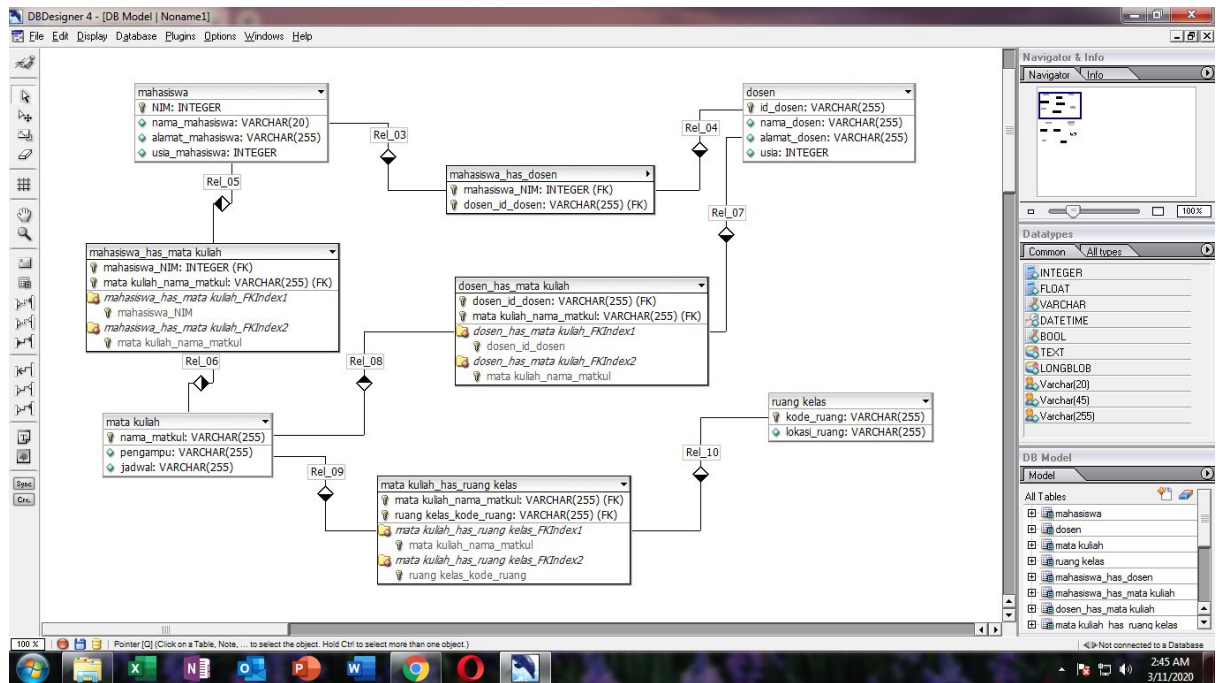 DBDesigner 4 - [DB Model | Noname1]
File Edit Display Database Plugins Options Windows Help
mahasiswa
NIM: INTEGER
nama_mahasiswa: VARCHAR(20)
alamat_mahasiswa: VARCHAR(255)
usia_mahasiswa: INTEGER
Rel_03
dosen
id_dosen: VARCHAR(255)
nama_dosen: VARCHAR(255)
alamat_dosen: VARCHAR(255)
usia: INTEGER
Rel_04
mahasiswa_has_dosen
mahasiswa_NIM: INTEGER (FK)
dosen_id_dosen: VARCHAR(255) (FK)
Rel_05
Rel_07
mahasiswa_has_mata kuliah
mahasiswa_NIM: INTEGER (FK)
mata kuliah_nama_matkul: VARCHAR(255) (FK)
mahasiswa_has_mata kuliah_FKIndex1
mahasiswa_NIM
mahasiswa_has_mata kuliah_FKIndex2
mata kuliah_nama_matkul
dosen_has_mata kuliah
dosen_id_dosen: VARCHAR(255) (FK)
mata kuliah_nama_matkul: VARCHAR(255) (FK)
dosen_has_mata kuliah_FKIndex1
dosen_id_dosen
dosen_has_mata kuliah_FKIndex2
mata kuliah_nama_matkul
Rel_06
Rel_08
mata kuliah
nama_matkul: VARCHAR(255)
pengampu: VARCHAR(255)
jadwal: VARCHAR(255)
ruang kelas
kode_ruang: VARCHAR(255)
lokasi_ruang: VARCHAR(255)
Rel_09
Rel_10
mata kuliah_has_ruang kelas
mata kuliah_nama_matkul: VARCHAR(255) (FK)
ruang kelas_kode_ruang: VARCHAR(255) (FK)
mata kuliah_has_ruang kelas_FKIndex1
mata kuliah_nama_matkul
mata kuliah_has_ruang kelas_FKIndex2
ruang kelas_kode_ruang
Sync
Navigator & Info
Navigator Info
100%
Datatypes
Common All types
INTEGER
FLOAT
VARCHAR
DATETIME
BOOL
TEXT
LONGBLOB
Varchar(20)
Varchar(45)
Varchar(255)
DB Model
Model
All Tables
mahasiswa
dosen
mata kuliah
ruang kelas
mahasiswa_has_dosen
mahasiswa_has_mata kuliah
dosen_has_mata kuliah
mata kuliah_has_ruang kelas
100 % Pointer [Q] (Click on a Table, Note, ... to select the object. Hold Ctrl to select more than one object.)
Not connected to a Database
2:45 AM
3/11/2020